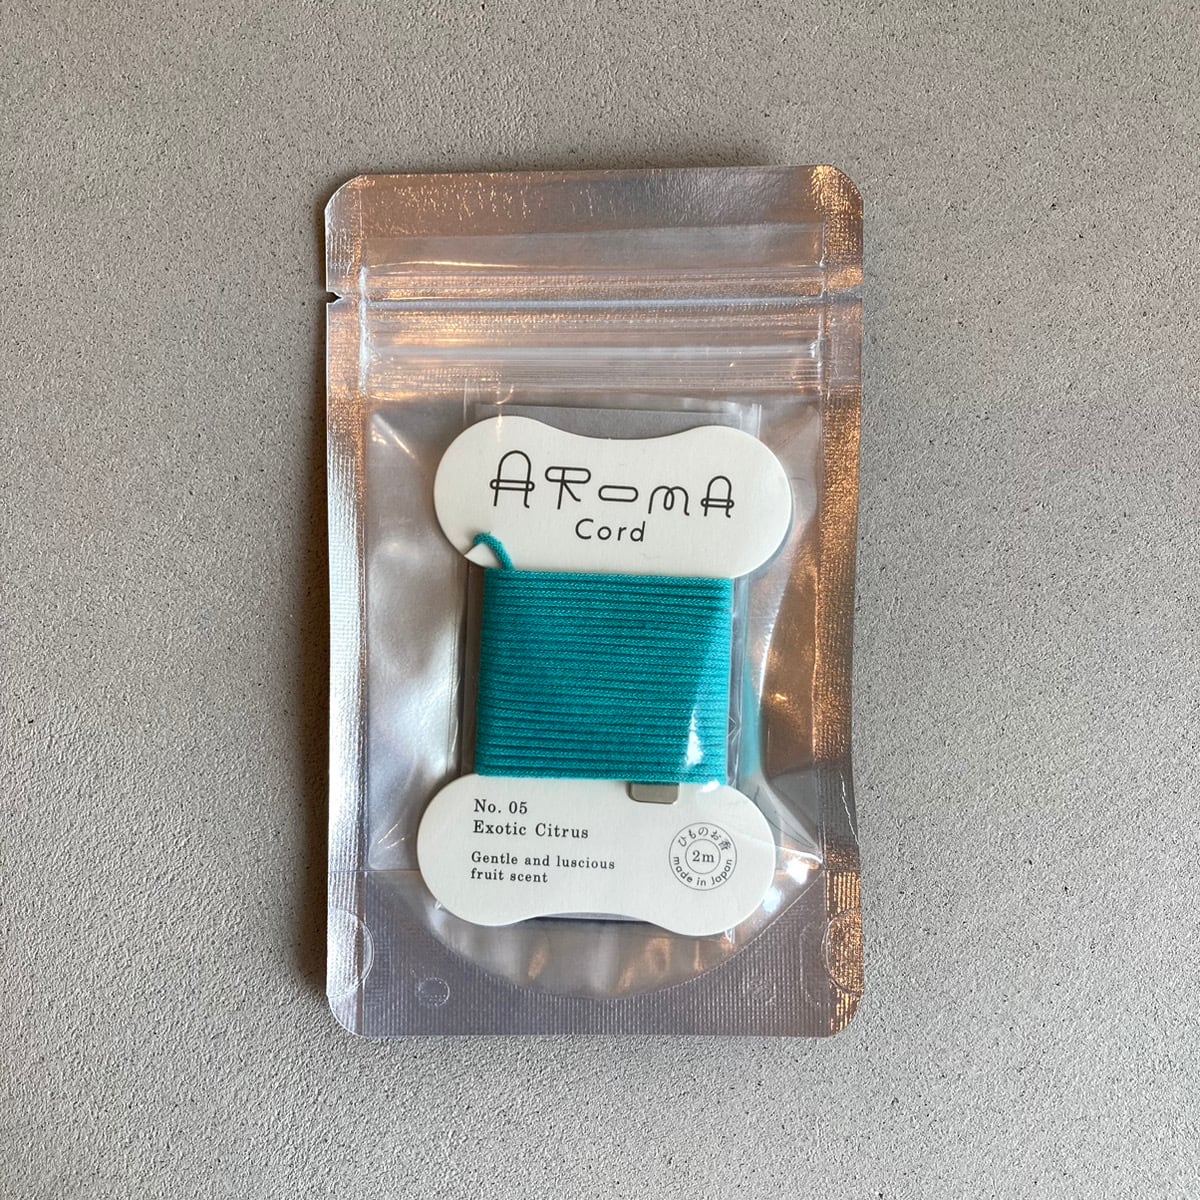 AROMA
Cord
No. 05
Exotic Citrus
Gentle and luscious
fruit scent
ひものお香
2m
made in Japan